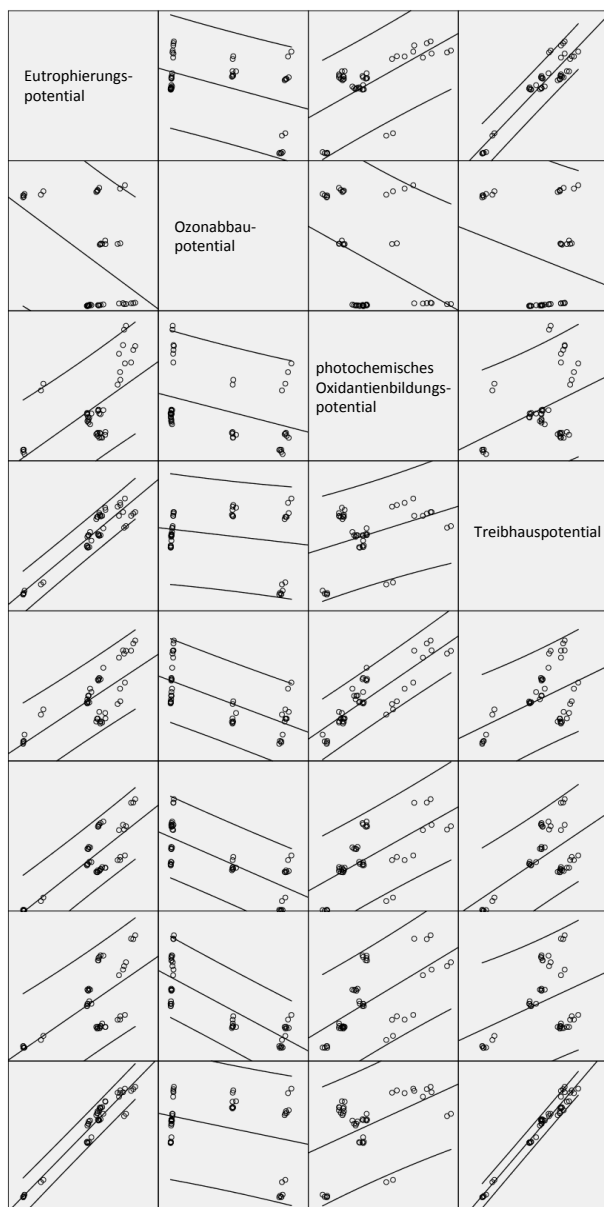 Eutrophierungs-
potential
Ozonabbau-
potential
photochemisches
Oxidantienbildungs-
potential
Treibhauspotential